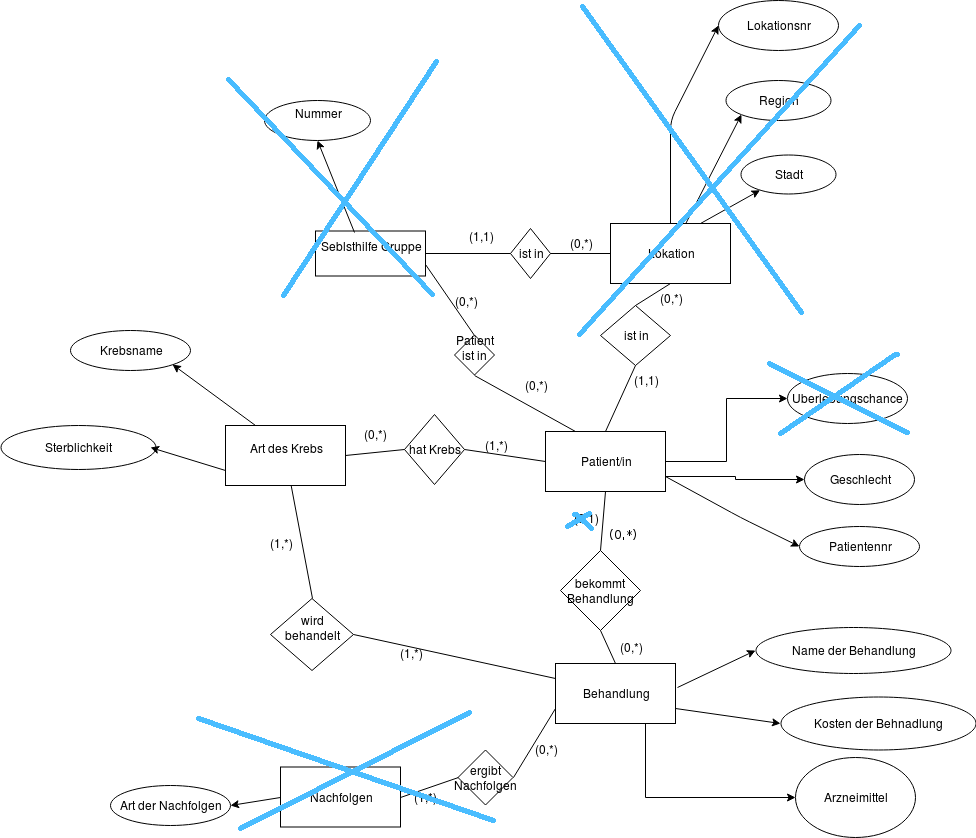 Lokationsnr
Region
Nummer
Stadt
Seblsthilfe Gruppe
(1,1)
ist in
(0,*)
Lokation
(0,*)
(0,*)
Patient
ist in
ist in
Krebsname
(0,*)
(1,1)
Überlebungschance
Sterblichkeit
Art des Krebs
(0,*)
hat Krebs
(1,*)
Patient/in
Geschlecht
(1,*)
(0,*)
Patientennr
bekommt
Behandlung
wird
behandelt
(1,*)
(0,*)
Name der Behandlung
Behandlung
Kosten der Behnadlung
(0,*)
ergibt
Nachfolgen
Art der Nachfolgen
Nachfolgen
(1,*)
Arzneimittel